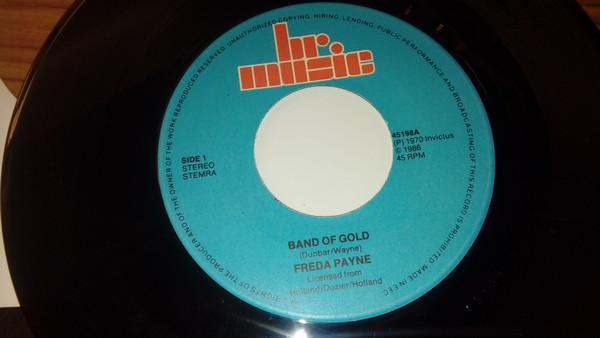 hr
music
UNAUTHORIZED COPYING, HIRING, LENDING, PUBLIC PERFORMANCE AND BROADCASTING OF THIS RECORD IS PROHIBITED. MADE IN EEC
RIGHTS OF THE PRODUCER AND OF THE OWNER OF THE WORK REPRODUCED RESERVED.
SIDE 1
STEREO
STEMRA
45198A
(P) 1970 Invictus
© 1986
45 RPM
BAND OF GOLD
(Dunbar/Wayne)
FREDA PAYNE
Licensed from
Holland/Dozier/Holland